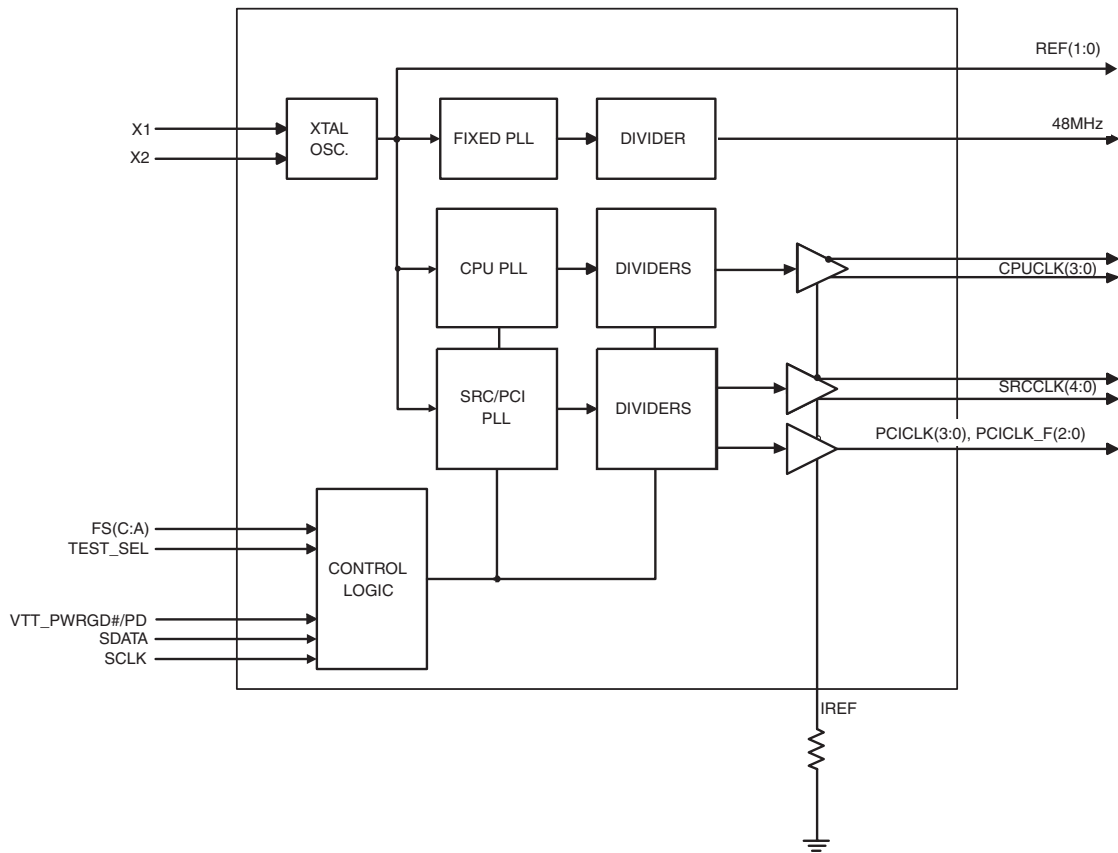 REF(1:0)
X1
X2
XTAL
OSC.
FIXED PLL
DIVIDER
48MHz
CPU PLL
DIVIDERS
CPUCLK(3:0)
SRC/PCI
PLL
DIVIDERS
SRCCLK(4:0)
PCICLK(3:0), PCICLK_F(2:0)
FS(C:A)
TEST_SEL
CONTROL
LOGIC
VTT_PWRGD#/PD
SDATA
SCLK
IREF